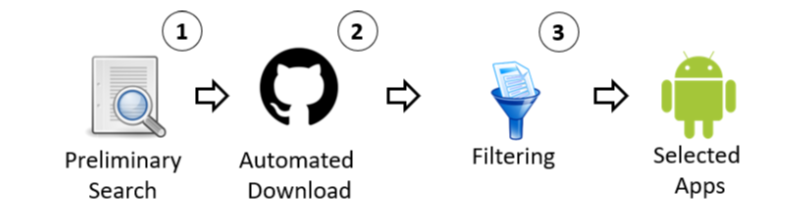 1
2
3
Preliminary
Search
Automated
Download
Filtering
Selected
Apps